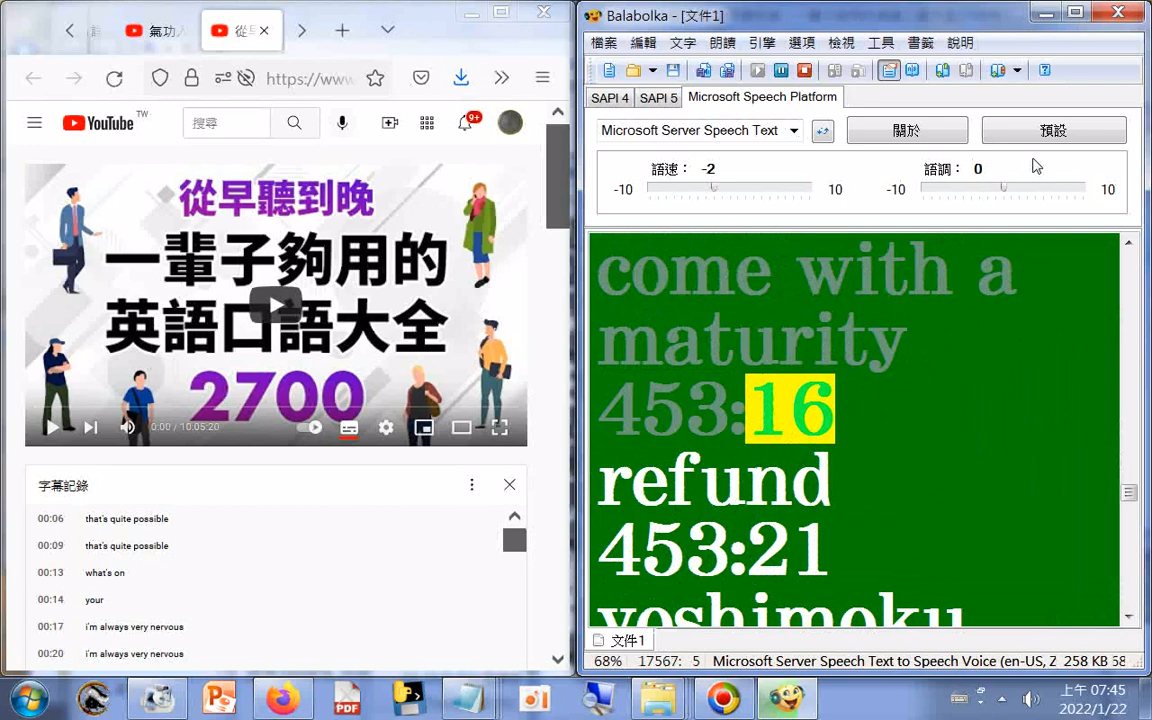 氣功
從
https://www
YouTube TW
搜尋
9+
從早聽到晚
一輩子夠用的
英語口語大全
2700
0:00 / 10:05:20
字幕記錄
00:06 that's quite possible
00:09 that's quite possible
00:13 what's on
00:14 your
00:17 i'm always very nervous
00:20 i'm always very nervous
Balabolka - [文件1]
檔案 編輯 文字 朗讀 引擎 選項 檢視 工具 書籤 說明
SAPI 4 SAPI 5 Microsoft Speech Platform
Microsoft Server Speech Text 關於 預設
語速： -2 語調： 0
-10 10 -10 10
come with a
maturity
453:16
refund
453:21
yoshimoku
文件1
68% 17567: 5 Microsoft Server Speech Text to Speech Voice (en-US, Z 258 KB 58
PDF
上午 07:45
2022/1/22